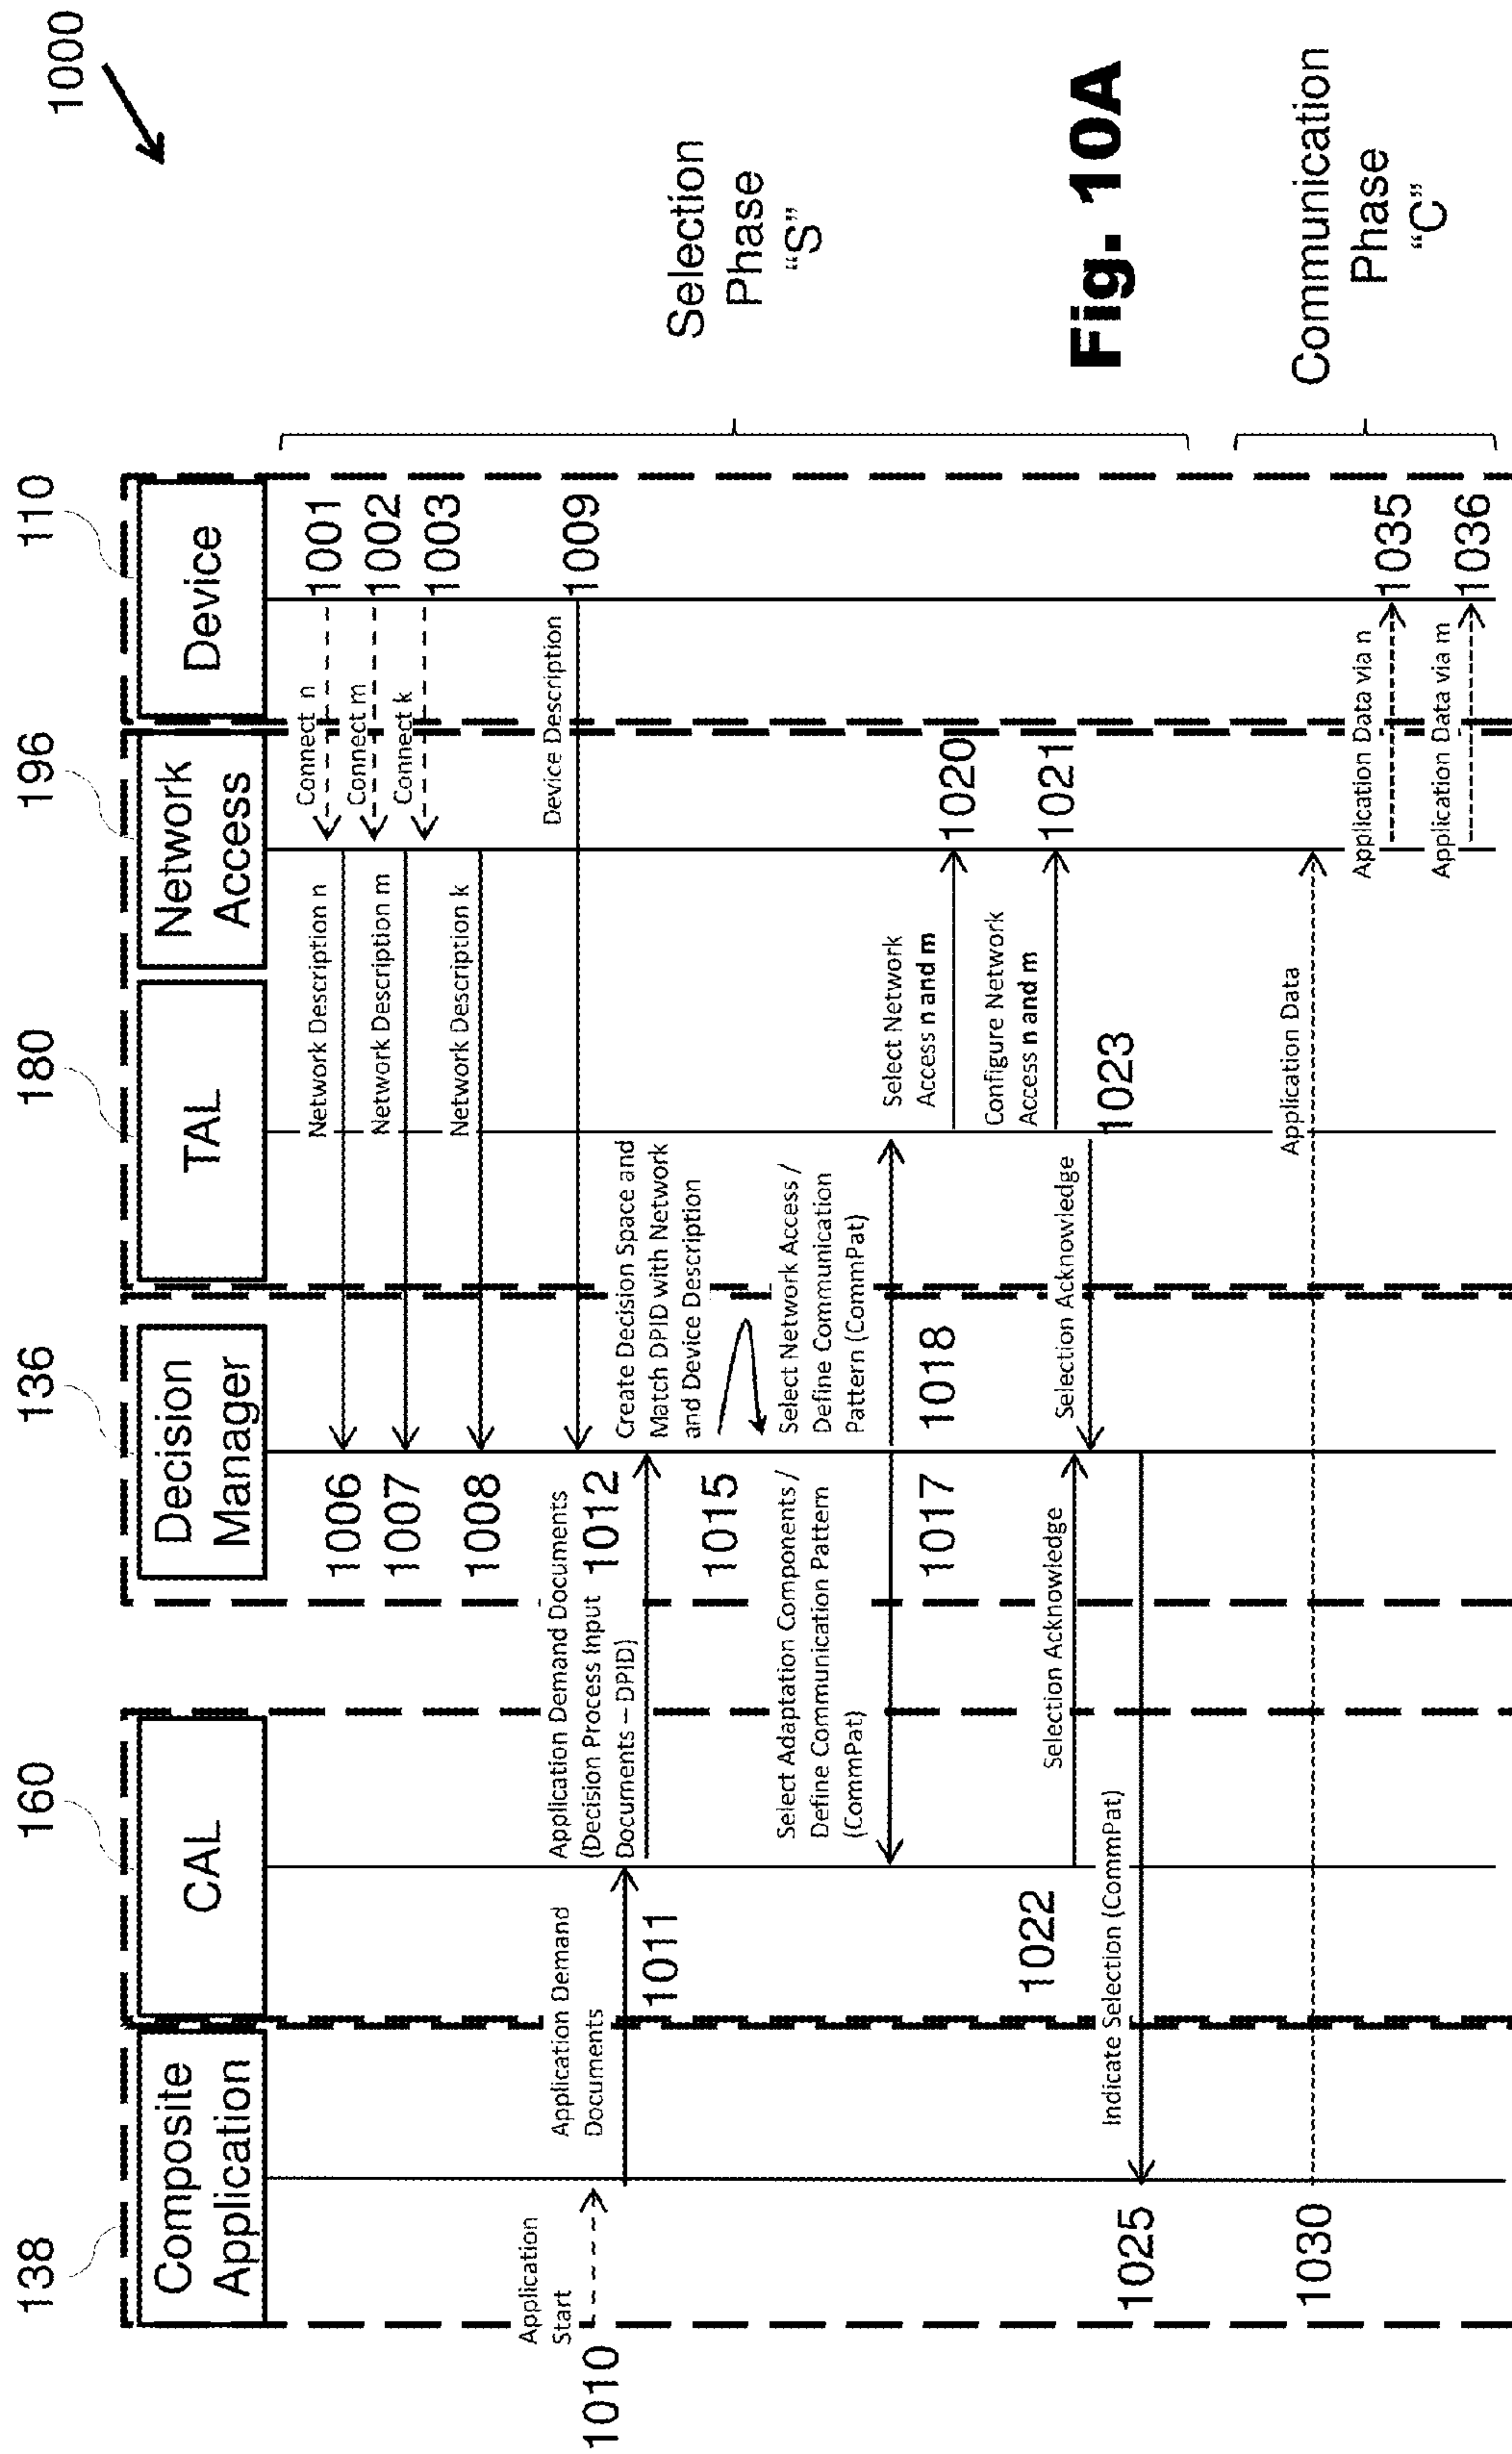 1000
138
160
136
180
196
110
Composite
Application
CAL
Decision
Manager
TAL
Network
Access
Device
Connect n
1001
Network Description n
1006
Connect m
1002
Network Description m
1007
Connect k
1003
Network Description k
1008
Device Description
1009
Application
Start
1010
Application Demand
Documents
1011
Application Demand Documents
(Decision Process Input
Documents – DPID)
1012
Create Decision Space and
Match DPID with Network
and Device Description
1015
Select Adaptation Components /
Define Communication Pattern
(CommPat)
1017
Select Network Access /
Define Communication
Pattern (CommPat)
1018
Select Network
Access n and m
1020
Configure Network
Access n and m
1021
1022
Selection Acknowledge
Selection Acknowledge
1023
Indicate Selection (CommPat)
1025
Application Data
1030
Application Data via n
1035
Application Data via m
1036
Selection
Phase
“S”
Fig. 10A
Communication
Phase
“C”